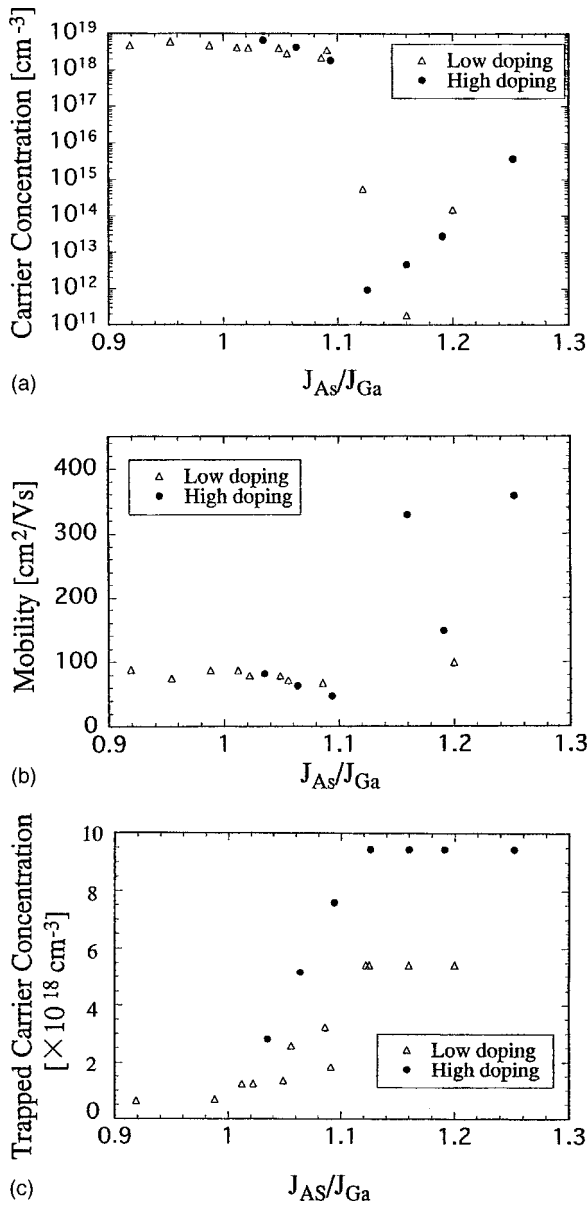 Carrier Concentration [cm⁻³]
10¹⁹
10¹⁸
10¹⁷
10¹⁶
10¹⁵
10¹⁴
10¹³
10¹²
10¹¹
Low doping
High doping
0.9 1 1.1 1.2 1.3
(a)
J_As/J_Ga
Mobility [cm²/Vs]
400
300
200
100
0
Low doping
High doping
0.9 1 1.1 1.2 1.3
(b)
J_As/J_Ga
Trapped Carrier Concentration
[×10¹⁸ cm⁻³]
10
8
6
4
2
0
Low doping
High doping
0.9 1 1.1 1.2 1.3
(c)
J_AS/J_Ga